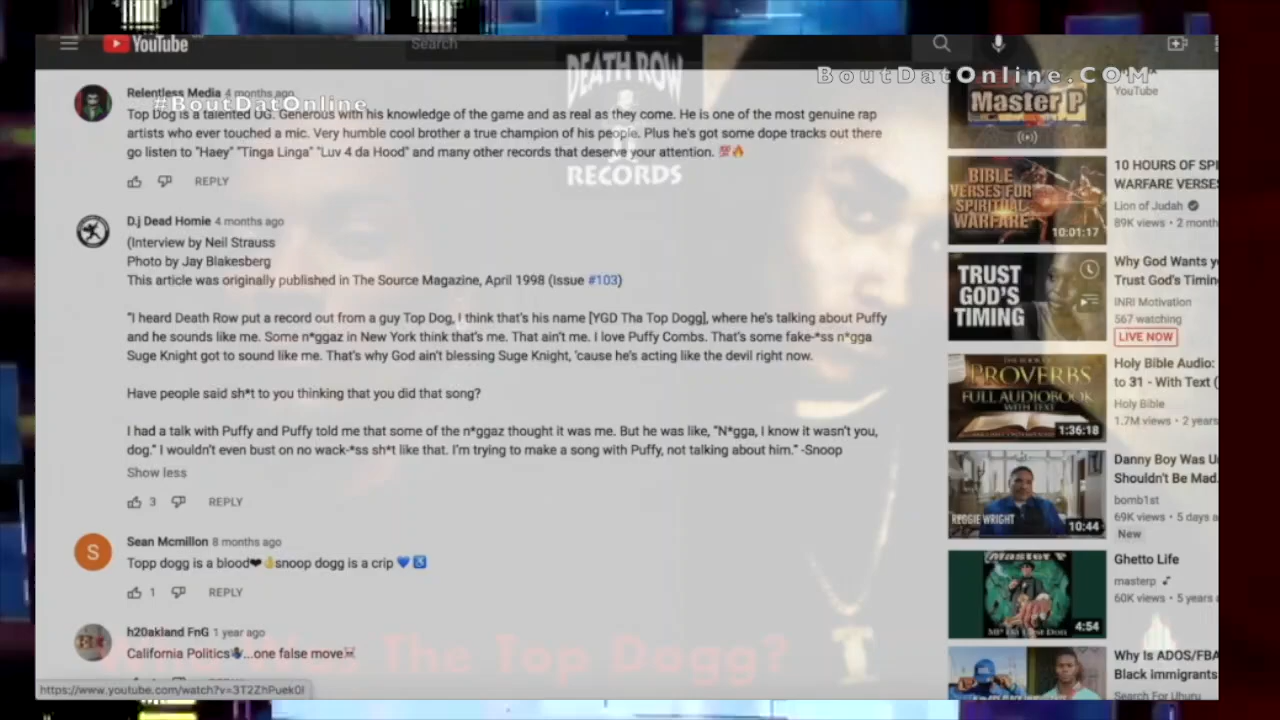 YouTube
Search
BoutDatOnline.COM
DEATH ROW
RECORDS
#BoutDatOnline
Relentless Media 4 months ago
Top Dog is a talented OG. Generous with his knowledge of the game and as real as they come. He is one of the most genuine rap
artists who ever touched a mic. Very humble cool brother a true champion of his people. Plus he's got some dope tracks out there
go listen to "Haey" "Tinga Linga" "Luv 4 da Hood" and many other records that deserve your attention. 💯🔥
REPLY
D.j Dead Homie 4 months ago
(Interview by Neil Strauss
Photo by Jay Blakesberg
This article was originally published in The Source Magazine, April 1998 (Issue #103)
"I heard Death Row put a record out from a guy Top Dog, I think that's his name [YGD Tha Top Dogg], where he's talking about Puffy
and he sounds like me. Some n*ggaz in New York think that's me. That ain't me. I love Puffy Combs. That's some fake-*ss n*gga
Suge Knight got to sound like me. That's why God ain't blessing Suge Knight, 'cause he's acting like the devil right now.
Have people said sh*t to you thinking that you did that song?
I had a talk with Puffy and Puffy told me that some of the n*ggaz thought it was me. But he was like, "N*gga, I know it wasn't you,
dog." I wouldn't even bust on no wack-*ss sh*t like that. I'm trying to make a song with Puffy, not talking about him." -Snoop
Show less
3 REPLY
S
Sean Mcmillon 8 months ago
Topp dogg is a blood❤👌snoop dogg is a crip 💙♿
1 REPLY
h20akland FnG 1 year ago
California Politics...one false move☠
The Top Dogg?
https://www.youtube.com/watch?v=3T2ZhPuek0I
Master P
YouTube
BIBLE
VERSES FOR
SPIRITUAL
WARFARE
10:01:17
10 HOURS OF SPI
WARFARE VERSES
Lion of Judah
89K views • 2 month
TRUST
GOD'S
TIMING
Why God Wants y
Trust God's Timin
INRI Motivation
567 watching
LIVE NOW
THE BOOK OF
PROVERBS
FULL AUDIOBOOK
WITH TEXT
1:36:18
Holy Bible Audio:
to 31 - With Text (
Holy Bible
1.7M views • 2 years
REGGIE WRIGHT
10:44
Danny Boy Was U
Shouldn't Be Mad.
bomb1st
69K views • 5 days a
New
Master P
4:54
Ghetto Life
masterp
60K views • 5 years
Why Is ADOS/FBA
Black immigrants
Search For Uhuru